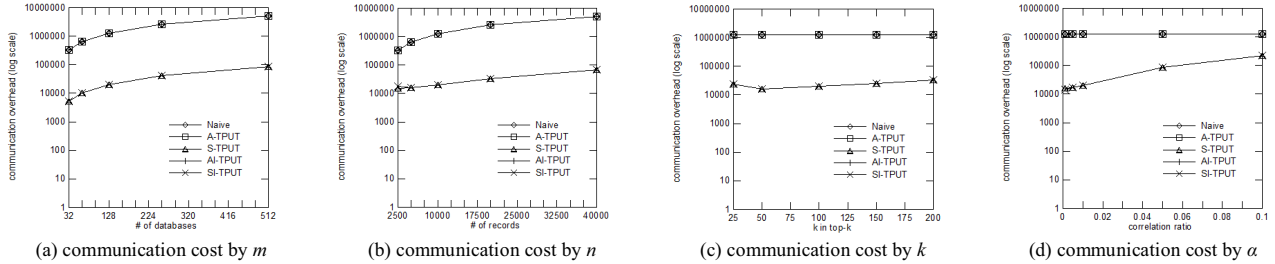 10000000
1000000
100000
10000
1000
100
10
1
communication overhead (log scale)
Naive
A-TPUT
S-TPUT
AI-TPUT
SI-TPUT
32 128 224 320 416 512
# of databases
(a) communication cost by m
10000000
1000000
100000
10000
1000
100
10
1
communication overhead (log scale)
Naive
A-TPUT
S-TPUT
AI-TPUT
SI-TPUT
2500 10000 17500 25000 32500 40000
# of records
(b) communication cost by n
10000000
1000000
100000
10000
1000
100
10
1
communication overhead (log scale)
Naive
A-TPUT
S-TPUT
AI-TPUT
SI-TPUT
25 50 75 100 125 150 175 200
k in top-k
(c) communication cost by k
10000000
1000000
100000
10000
1000
100
10
1
communication overhead (log scale)
Naive
A-TPUT
S-TPUT
AI-TPUT
SI-TPUT
0 0.02 0.04 0.06 0.08 0.1
correlation ratio
(d) communication cost by α